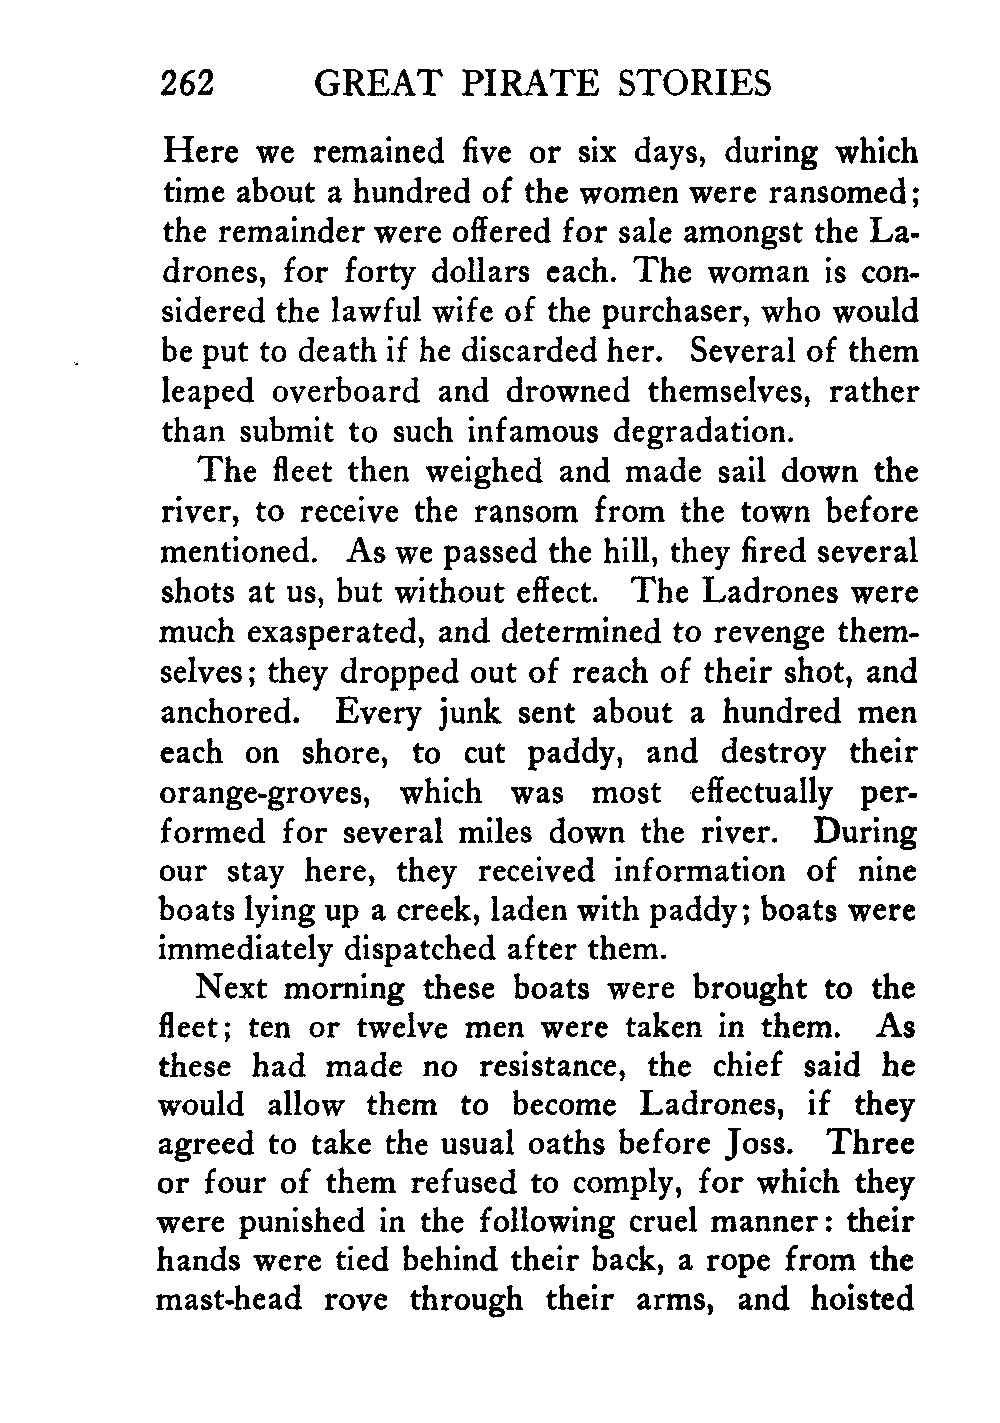 262 GREAT PIRATE STORIES
Here we remained five or six days, during which
time about a hundred of the women were ransomed;
the remainder were offered for sale amongst the La-
drones, for forty dollars each. The woman is con-
sidered the lawful wife of the purchaser, who would
be put to death if he discarded her. Several of them
leaped overboard and drowned themselves, rather
than submit to such infamous degradation.
The fleet then weighed and made sail down the
river, to receive the ransom from the town before
mentioned. As we passed the hill, they fired several
shots at us, but without effect. The Ladrones were
much exasperated, and determined to revenge them-
selves; they dropped out of reach of their shot, and
anchored. Every junk sent about a hundred men
each on shore, to cut paddy, and destroy their
orange-groves, which was most effectually per-
formed for several miles down the river. During
our stay here, they received information of nine
boats lying up a creek, laden with paddy; boats were
immediately dispatched after them.
Next morning these boats were brought to the
fleet; ten or twelve men were taken in them. As
these had made no resistance, the chief said he
would allow them to become Ladrones, if they
agreed to take the usual oaths before Joss. Three
or four of them refused to comply, for which they
were punished in the following cruel manner: their
hands were tied behind their back, a rope from the
mast-head rove through their arms, and hoisted